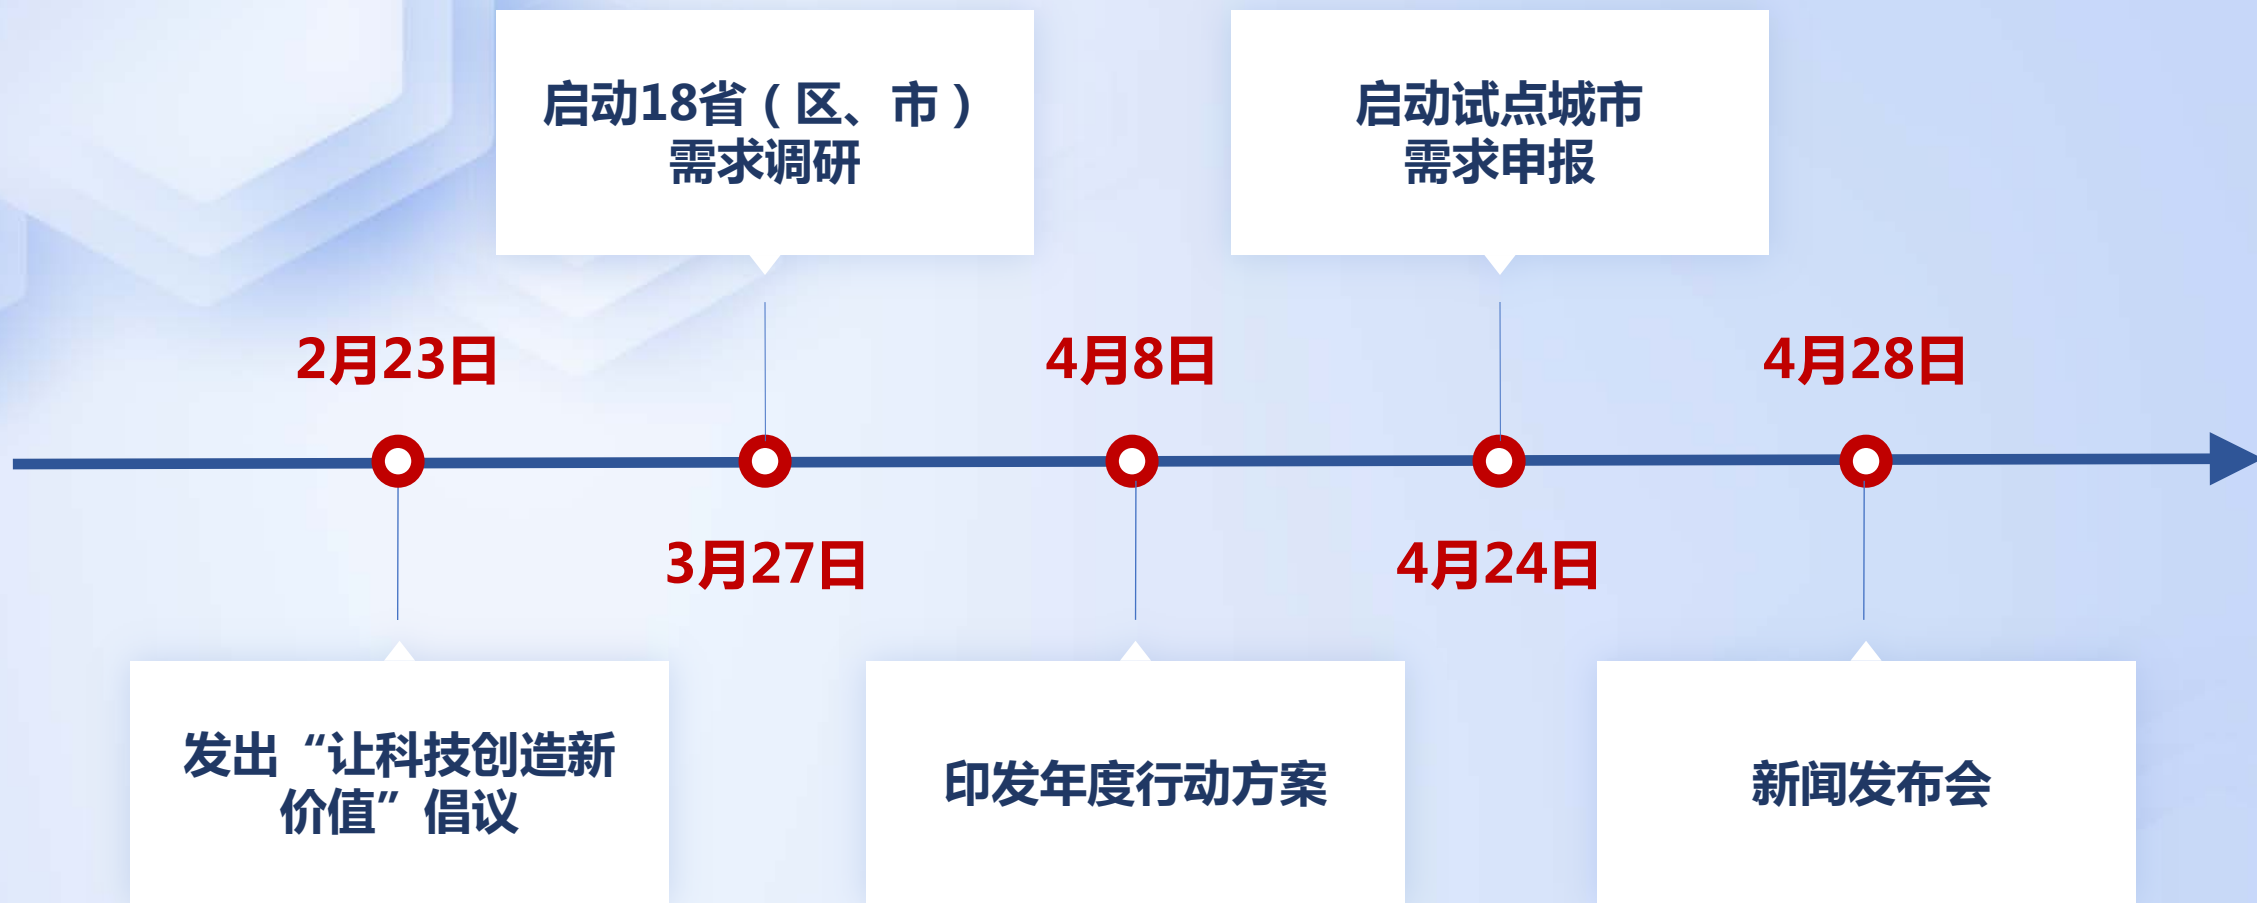 启动18省（区、市）
需求调研
启动试点城市
需求申报
2月23日
4月8日
4月28日
3月27日
4月24日
发出“让科技创造新
价值”倡议
印发年度行动方案
新闻发布会